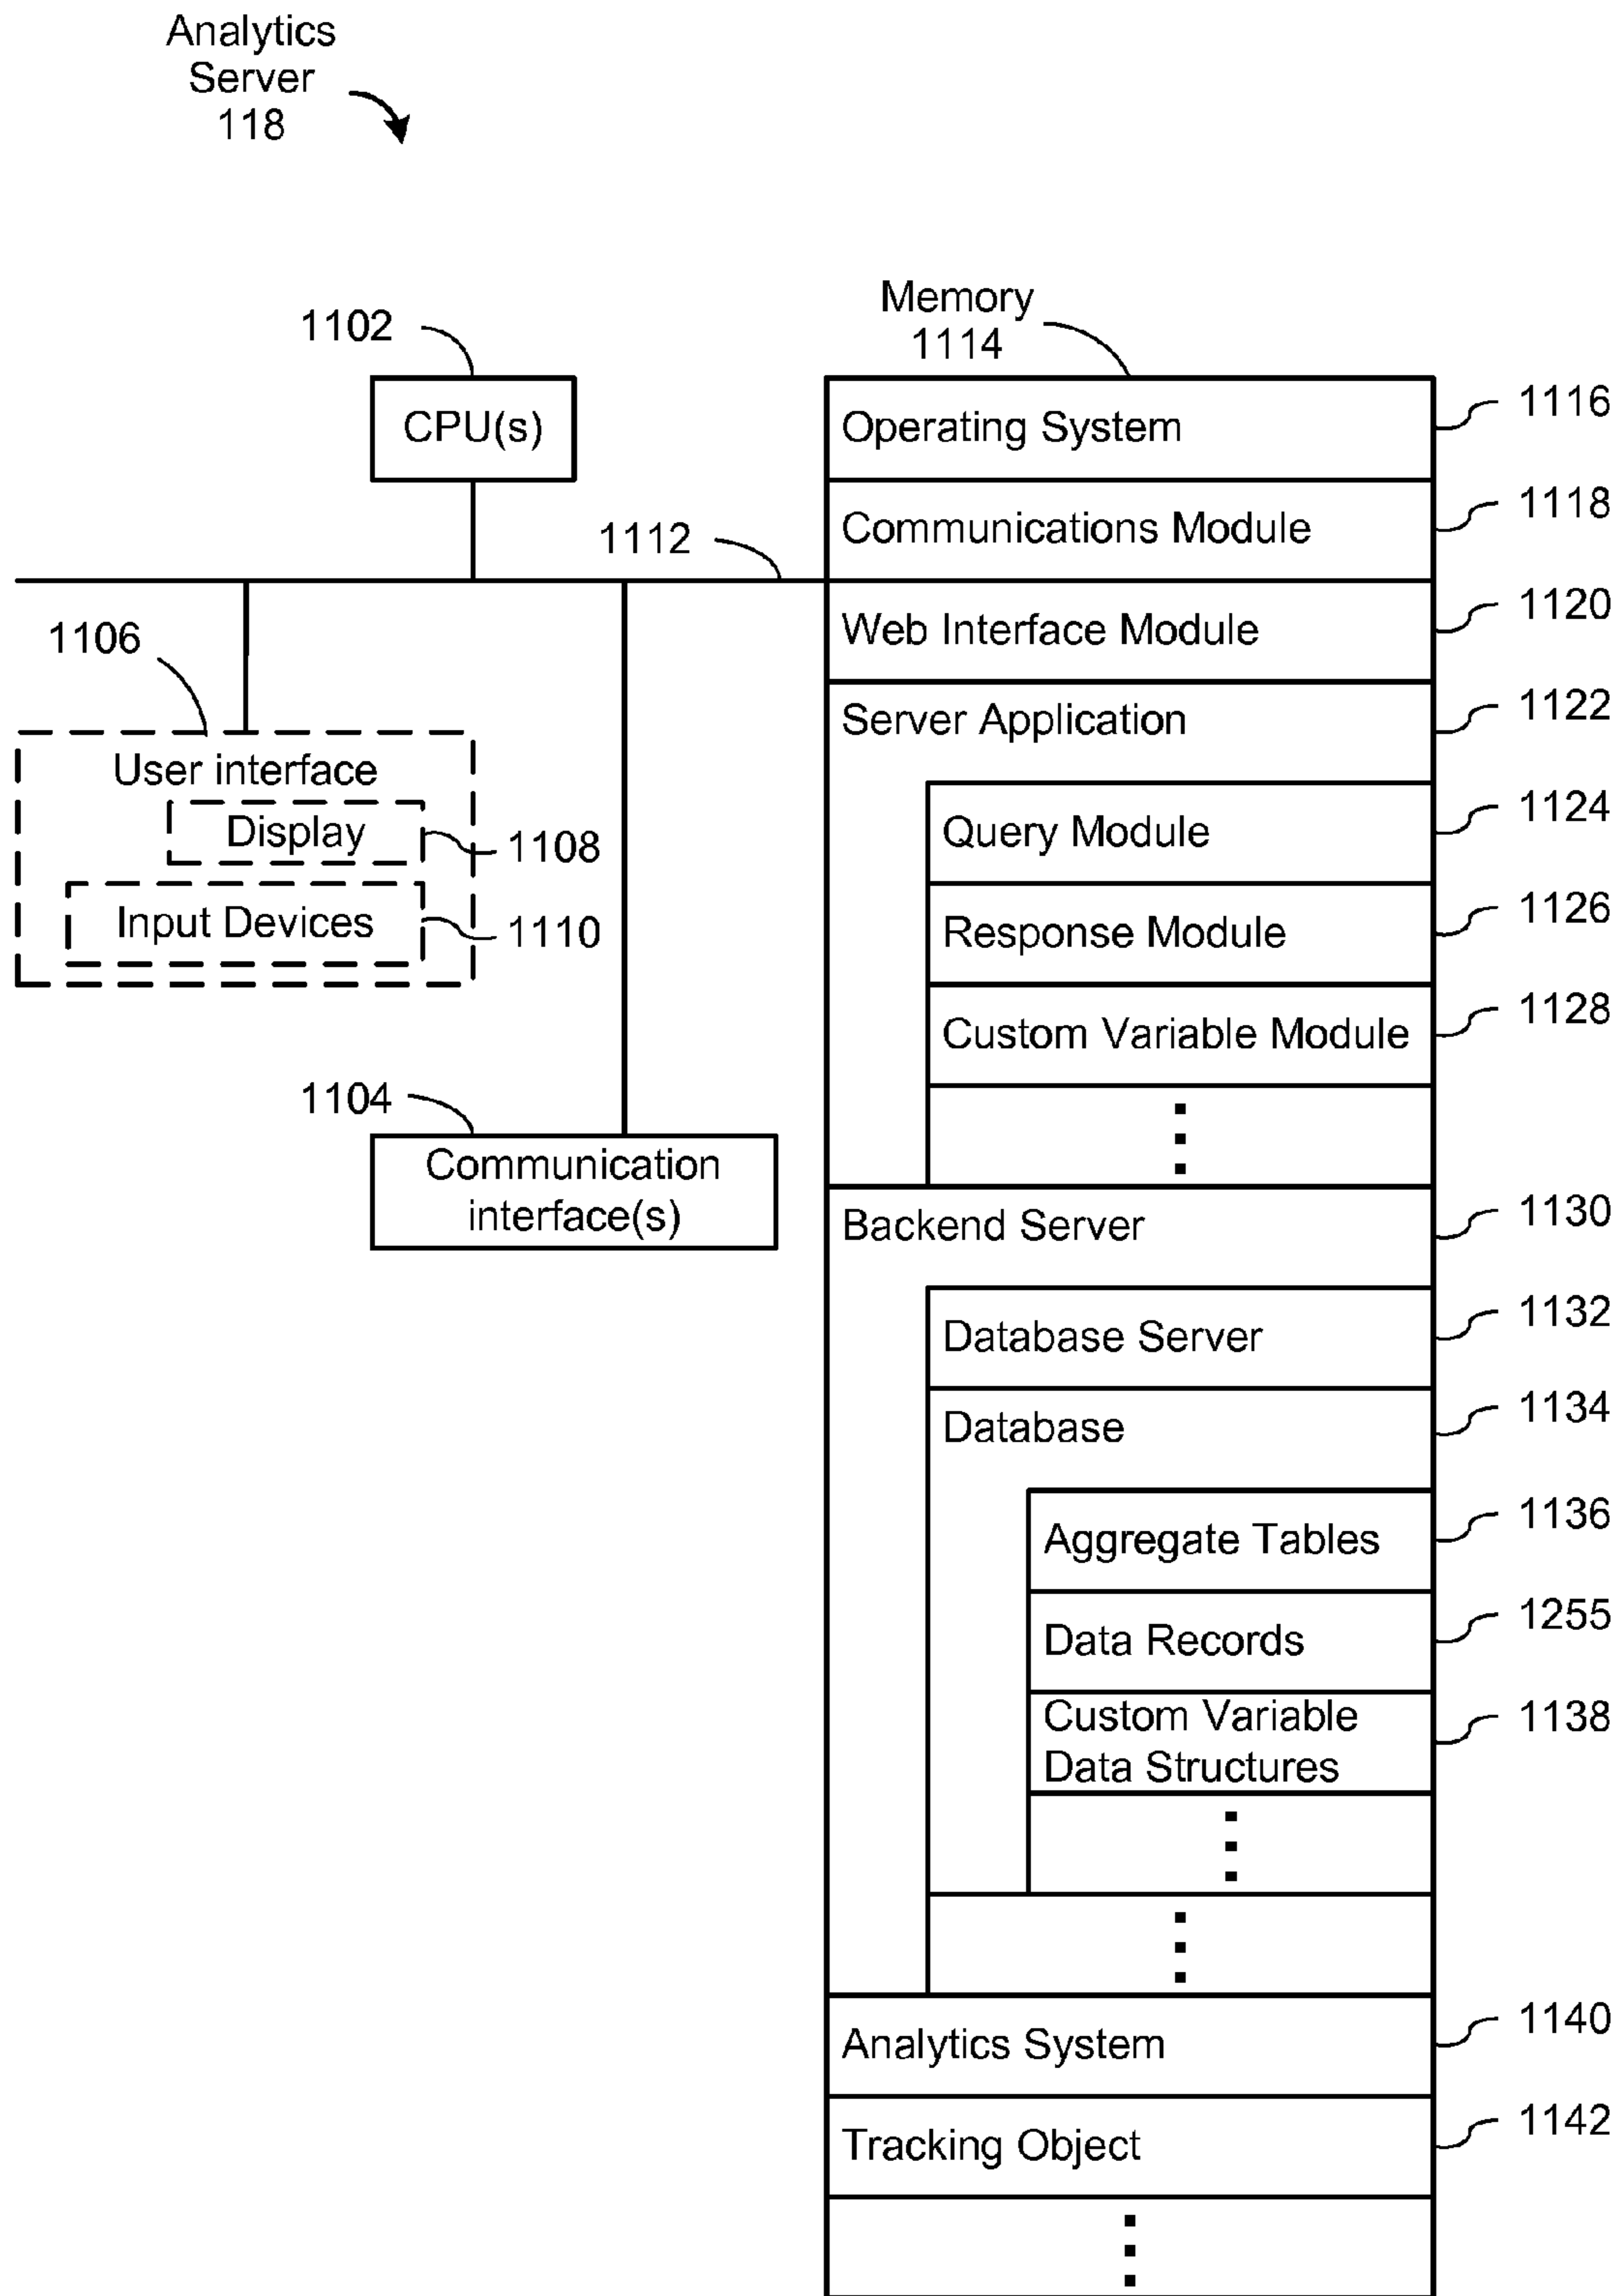 Analytics
Server
118
Memory
1114
1102
CPU(s)
Operating System
1116
Communications Module
1118
1112
Web Interface Module
1120
1106
Server Application
1122
User interface
Display
1108
Query Module
1124
Input Devices
1110
Response Module
1126
Custom Variable Module
1128
1104
Communication
interface(s)
Backend Server
1130
Database Server
1132
Database
1134
Aggregate Tables
1136
Data Records
1255
Custom Variable
Data Structures
1138
Analytics System
1140
Tracking Object
1142